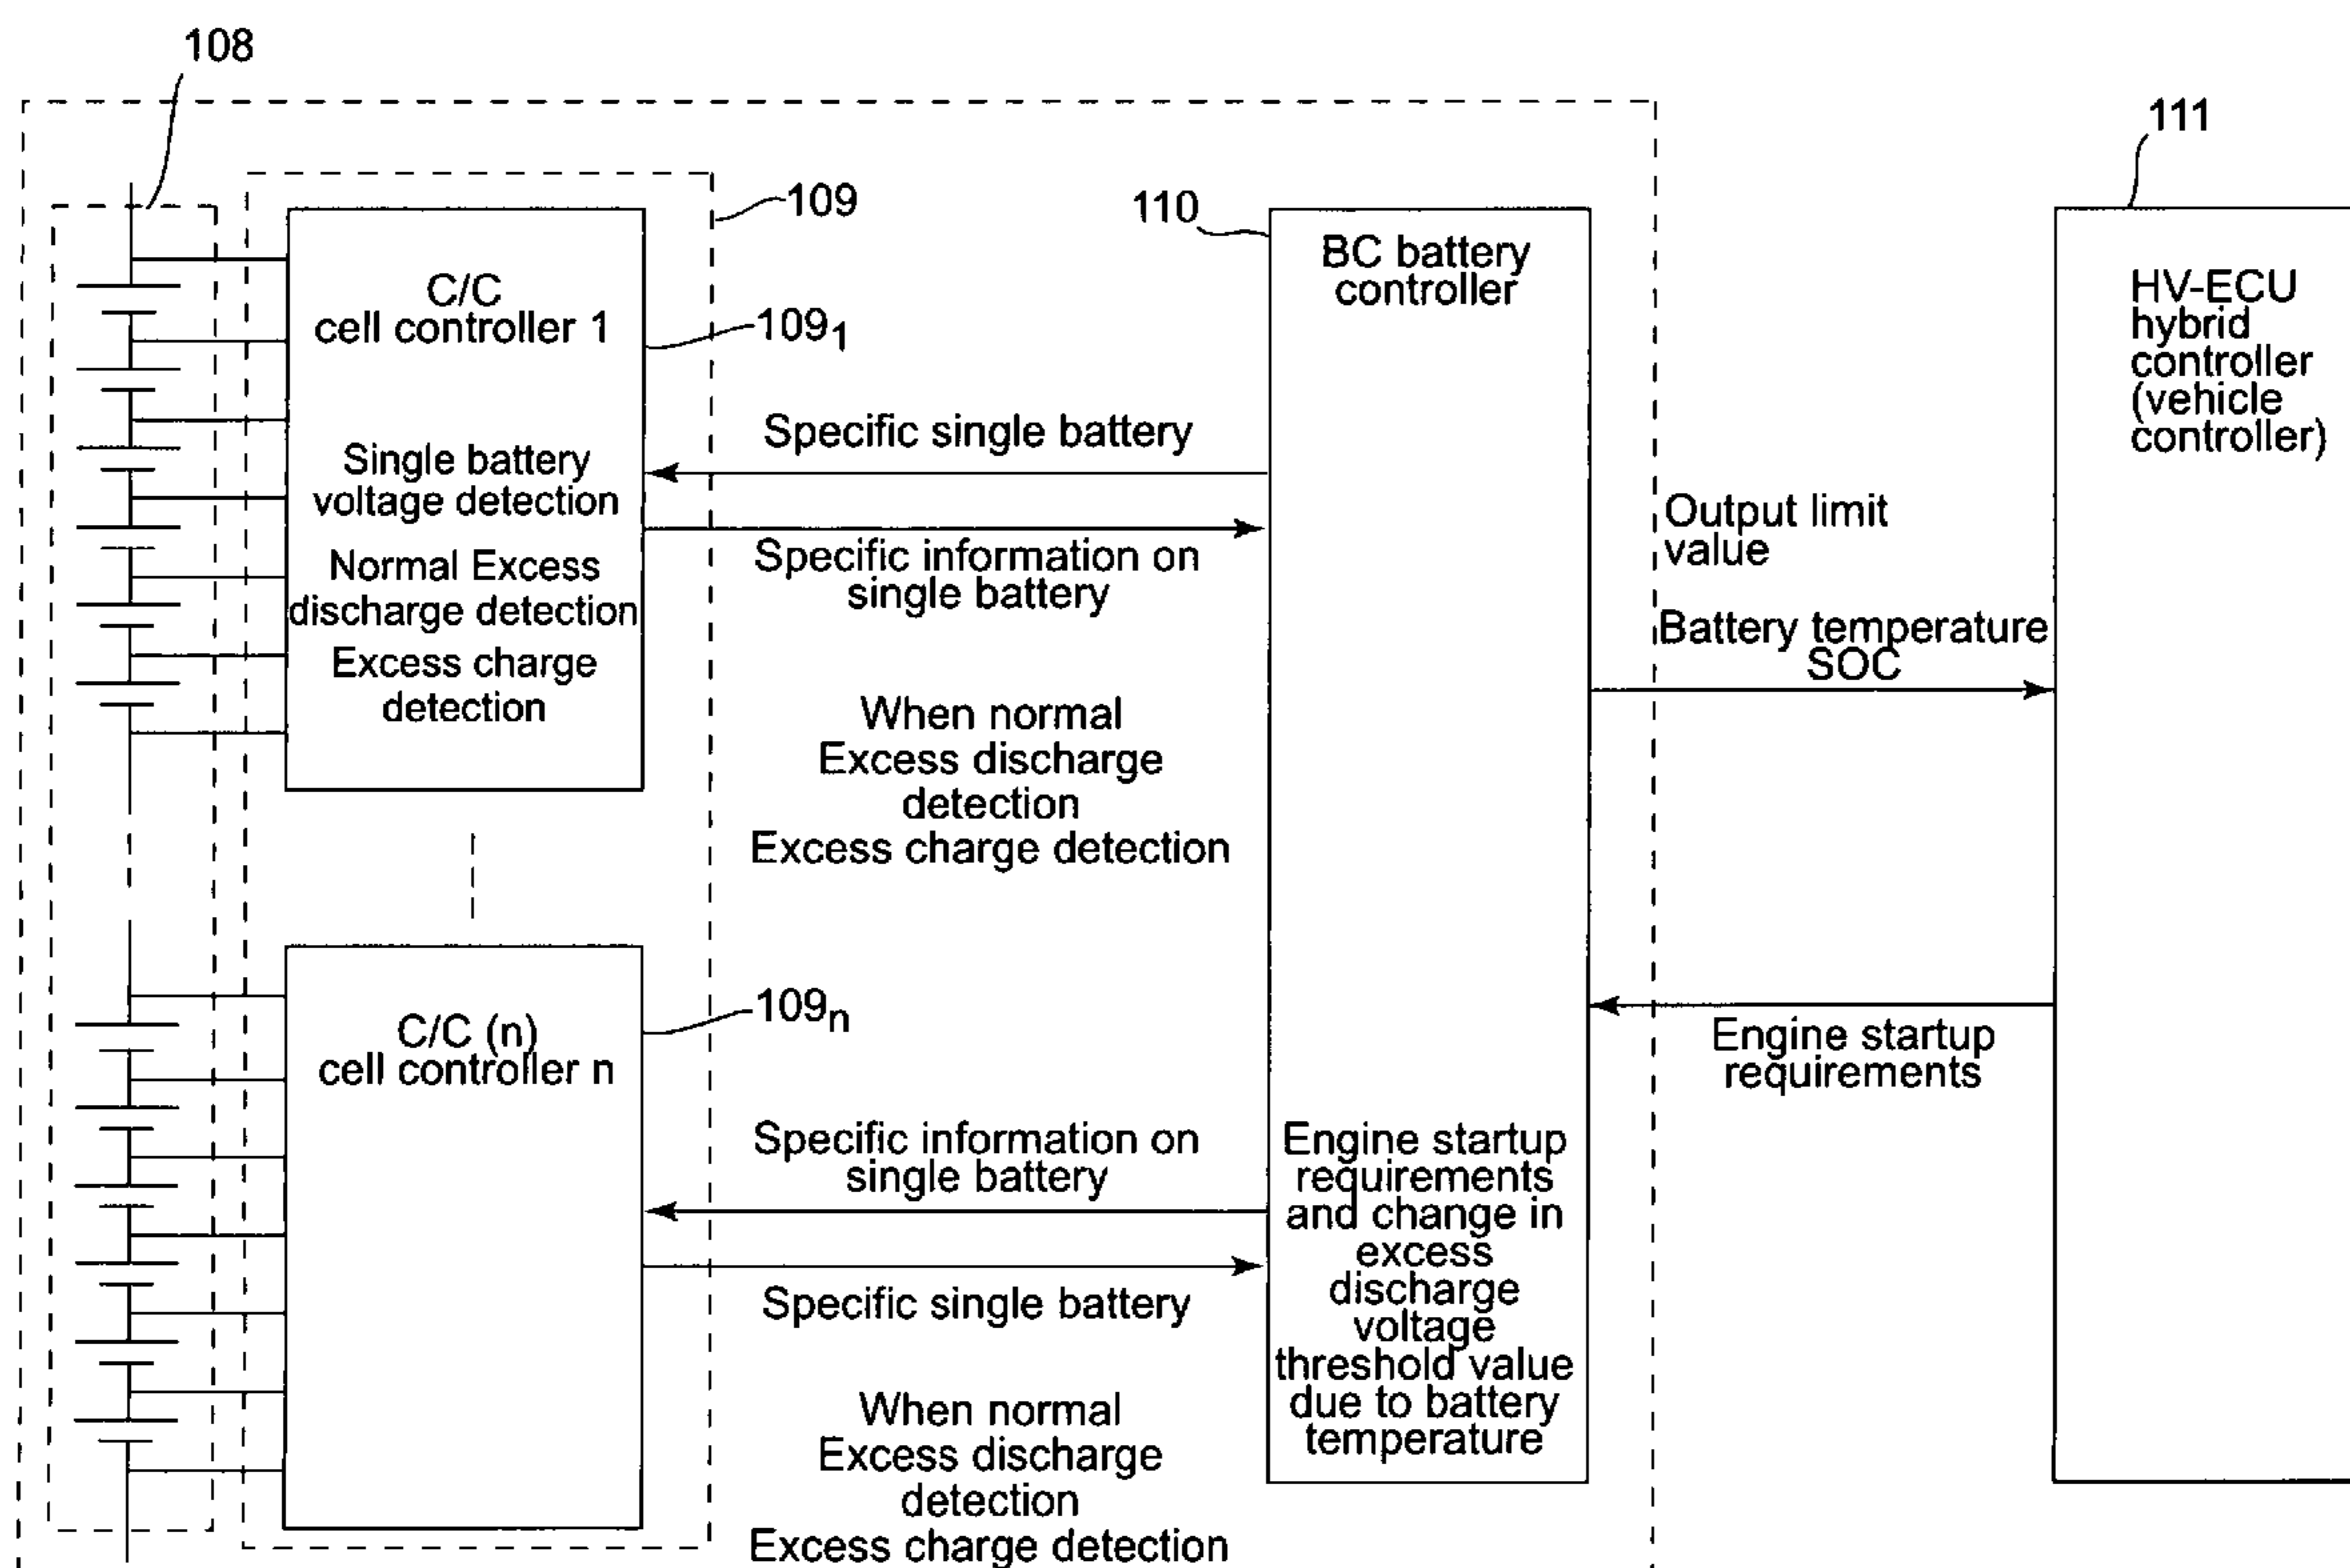 108
111
109
110
C/C
cell controller 1
109₁
Single battery
voltage detection
Normal Excess
discharge detection
Excess charge
detection
BC battery
controller
HV-ECU
hybrid
controller
(vehicle
controller)
Specific single battery
Specific information on
single battery
When normal
Excess discharge
detection
Excess charge detection
Output limit
value
Battery temperature
SOC
Engine startup
requirements
C/C (n)
cell controller n
109ₙ
Specific information on
single battery
Specific single battery
When normal
Excess discharge
detection
Excess charge detection
Engine startup
requirements
and change in
excess
discharge
voltage
threshold value
due to battery
temperature